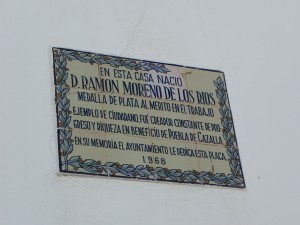 EN ESTA CASA NACIO
D. RAMON MORENO DE LOS RIOS
MEDALLA DE PLATA AL MERITO EN EL TRABAJO
EJEMPLO DE CIUDADANO FUÉ CREADOR CONSTANTE DE PRO
GRESO Y RIQUEZA EN BENEFICIO DE PUEBLA DE CAZALLA
EN SU MEMORIA EL AYUNTAMIENTO LE DEDICA ESTA PLACA
1968